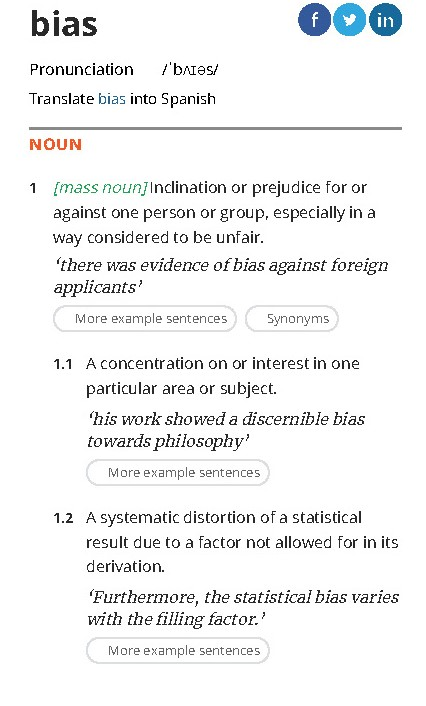 bias
f in
Pronunciation /ˈbʌɪəs/
Translate bias into Spanish
NOUN
1 [mass noun]Inclination or prejudice for or
against one person or group, especially in a
way considered to be unfair.
‘there was evidence of bias against foreign
applicants’
More example sentences Synonyms
1.1 A concentration on or interest in one
particular area or subject.
‘his work showed a discernible bias
towards philosophy’
More example sentences
1.2 A systematic distortion of a statistical
result due to a factor not allowed for in its
derivation.
‘Furthermore, the statistical bias varies
with the filling factor.’
More example sentences